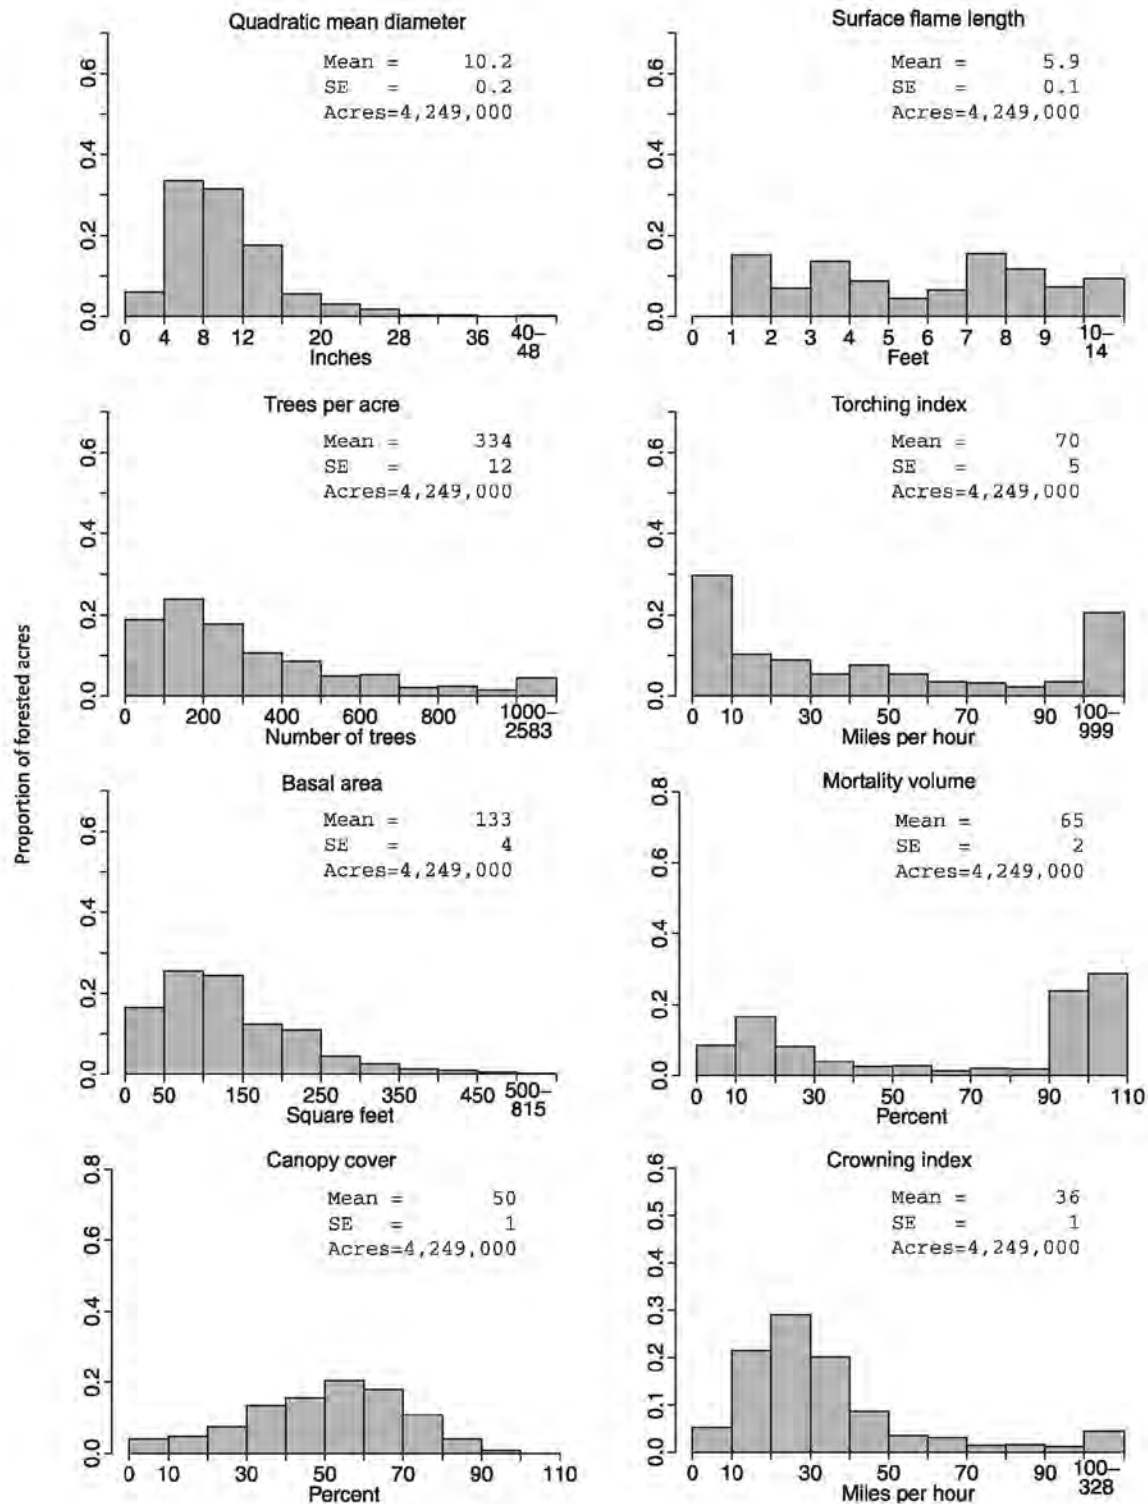 Proportion of forested acres
Quadratic mean diameter
Mean = 10.2
SE = 0.2
Acres=4,249,000
0.0 0.2 0.4 0.6
0 4 8 12 20 28 36 40–
48
Inches
Surface flame length
Mean = 5.9
SE = 0.1
Acres=4,249,000
0.0 0.2 0.4 0.6
0 1 2 3 4 5 6 7 8 9 10–
14
Feet
Trees per acre
Mean = 334
SE = 12
Acres=4,249,000
0.0 0.2 0.4 0.6
0 200 400 600 800 1000–
2583
Number of trees
Torching index
Mean = 70
SE = 5
Acres=4,249,000
0.0 0.2 0.4 0.6
0 10 30 50 70 90 100–
999
Miles per hour
Basal area
Mean = 133
SE = 4
Acres=4,249,000
0.0 0.2 0.4 0.6
0 50 150 250 350 450 500–
815
Square feet
Mortality volume
Mean = 65
SE = 2
Acres=4,249,000
0.0 0.2 0.4 0.6 0.8
0 10 30 50 70 90 110
Percent
Canopy cover
Mean = 50
SE = 1
Acres=4,249,000
0.0 0.2 0.4 0.6 0.8
0 10 30 50 70 90 110
Percent
Crowning index
Mean = 36
SE = 1
Acres=4,249,000
0.0 0.1 0.2 0.3 0.4 0.5 0.6
0 10 30 50 70 90 100–
328
Miles per hour